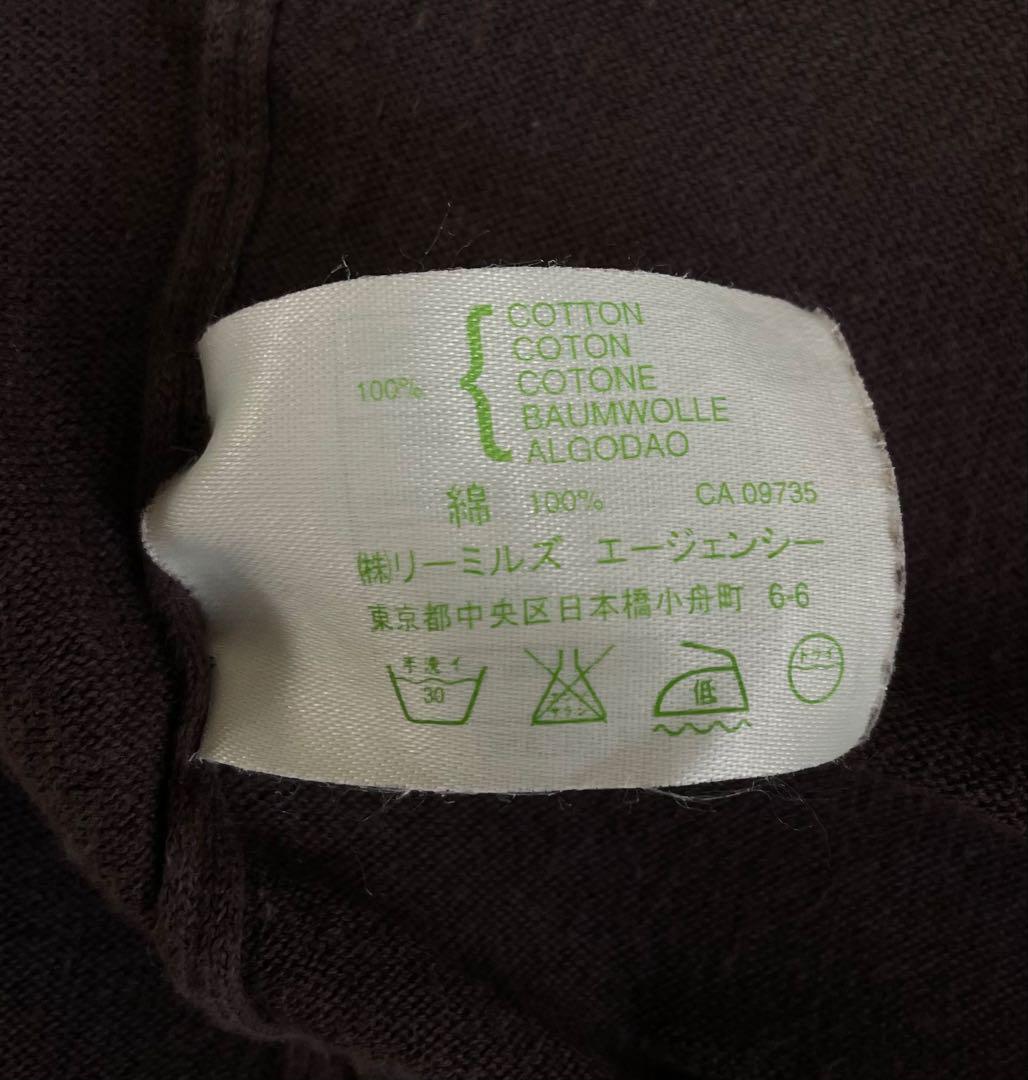 100%
COTTON
COTON
COTONE
BAUMWOLLE
ALGODAO
綿 100% CA 09735
㈱リーミルズ エージェンシー
東京都中央区日本橋小舟町 6-6
手洗イ
30
低
ドライ